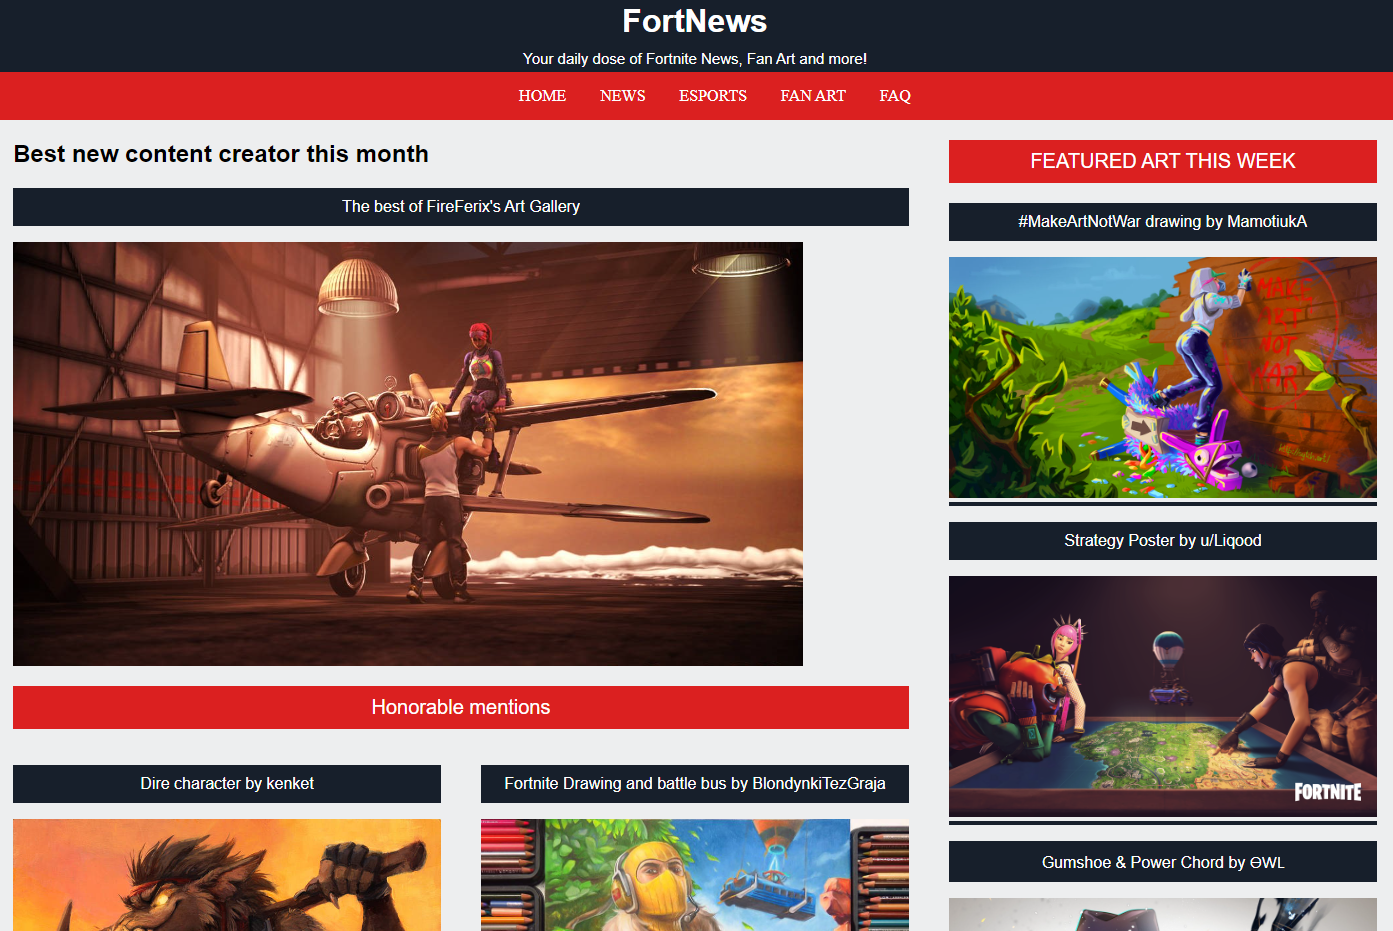 FortNews
Your daily dose of Fortnite News, Fan Art and more!
HOME NEWS ESPORTS FAN ART FAQ
Best new content creator this month
The best of FireFerix's Art Gallery
Honorable mentions
Dire character by kenket
Fortnite Drawing and battle bus by BlondynkiTezGraja
FEATURED ART THIS WEEK
#MakeArtNotWar drawing by MamotiukA
MAKE
ART
NOT
WAR
Strategy Poster by u/Liqood
FORTNITE
Gumshoe & Power Chord by ƟWL